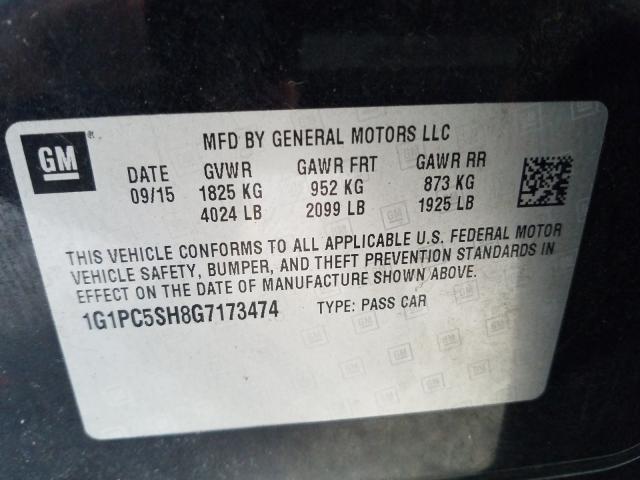 GM
MFD BY GENERAL MOTORS LLC
DATE GVWR GAWR FRT GAWR RR
09/15 1825 KG 952 KG 873 KG
4024 LB 2099 LB 1925 LB
THIS VEHICLE CONFORMS TO ALL APPLICABLE U.S. FEDERAL MOTOR
VEHICLE SAFETY, BUMPER, AND THEFT PREVENTION STANDARDS IN
EFFECT ON THE DATE OF MANUFACTURE SHOWN ABOVE.
1G1PC5SH8G7173474 TYPE: PASS CAR